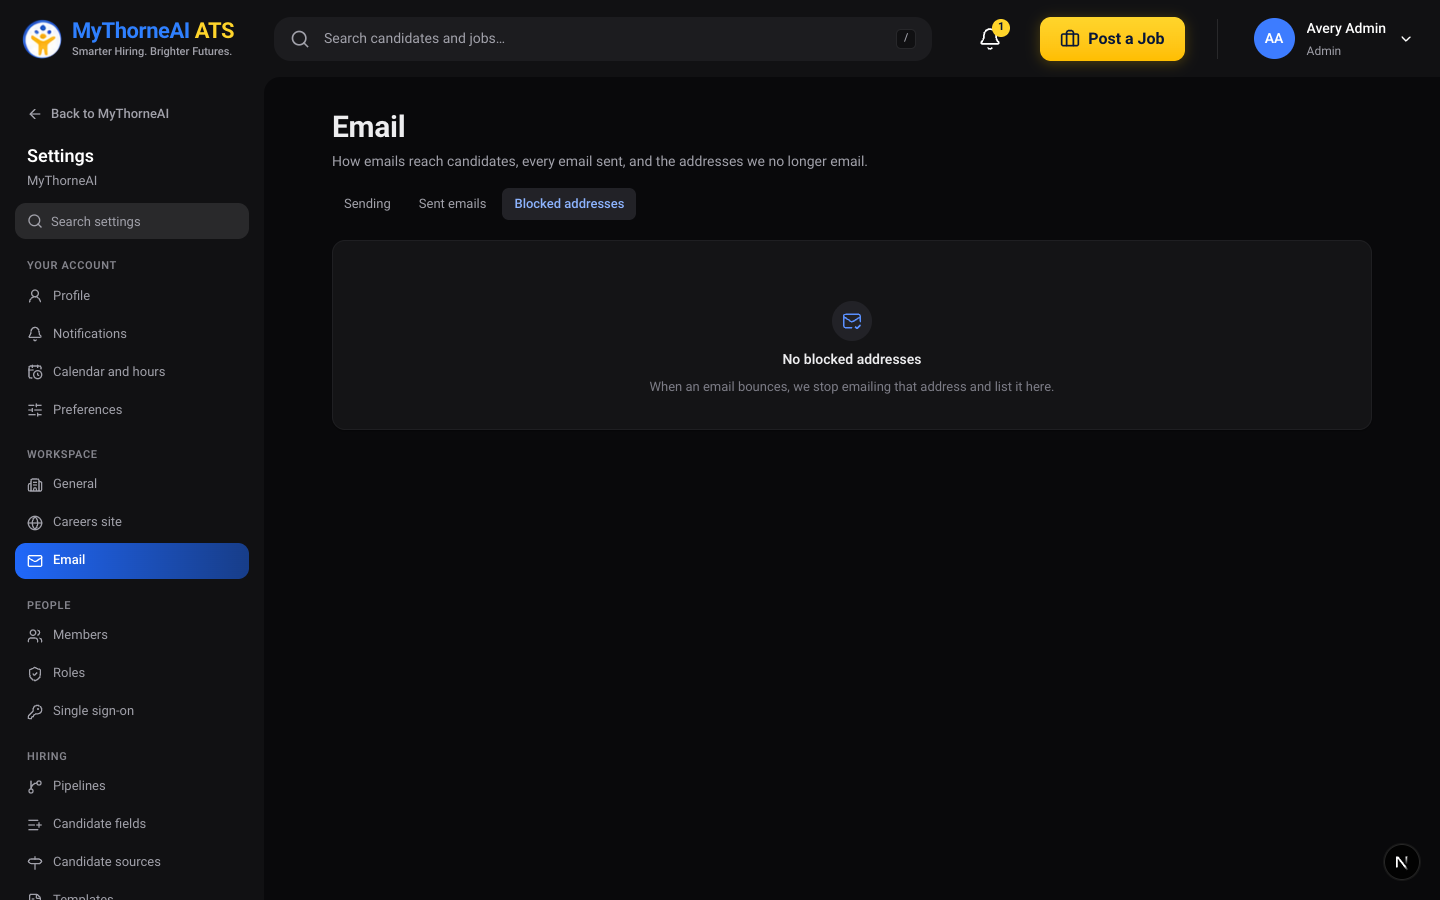 MyThorneAI ATS
Smarter Hiring. Brighter Futures.
Search candidates and jobs...
/
1
Post a Job
AA
Avery Admin
Admin
Back to MyThorneAI
Settings
MyThorneAI
Search settings
YOUR ACCOUNT
Profile
Notifications
Calendar and hours
Preferences
WORKSPACE
General
Careers site
Email
PEOPLE
Members
Roles
Single sign-on
HIRING
Pipelines
Candidate fields
Candidate sources
Templates
Email
How emails reach candidates, every email sent, and the addresses we no longer email.
Sending
Sent emails
Blocked addresses
No blocked addresses
When an email bounces, we stop emailing that address and list it here.
N